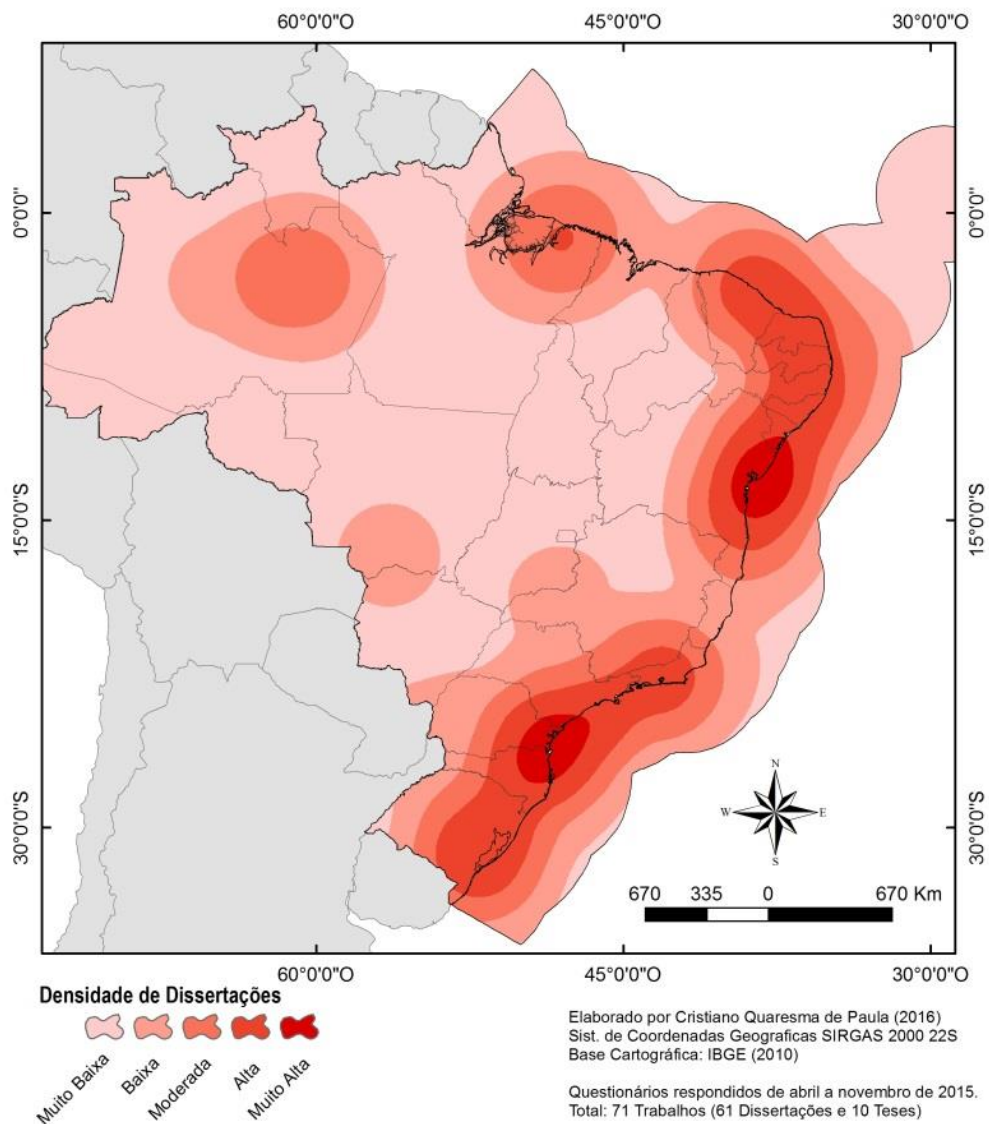 60°0'0"O 45°0'0"O 30°0'0"O
0°0'0" 0°0'0"
15°0'0"S 15°0'0"S
30°0'0"S 30°0'0"S
N
W E
S
670 335 0 670 Km
60°0'0"O 45°0'0"O 30°0'0"O
Densidade de Dissertações
Muito Baixa
Baixa
Moderada
Alta
Muito Alta
Elaborado por Cristiano Quaresma de Paula (2016)
Sist. de Coordenadas Geograficas SIRGAS 2000 22S
Base Cartográfica: IBGE (2010)
Questionários respondidos de abril a novembro de 2015.
Total: 71 Trabalhos (61 Dissertações e 10 Teses)